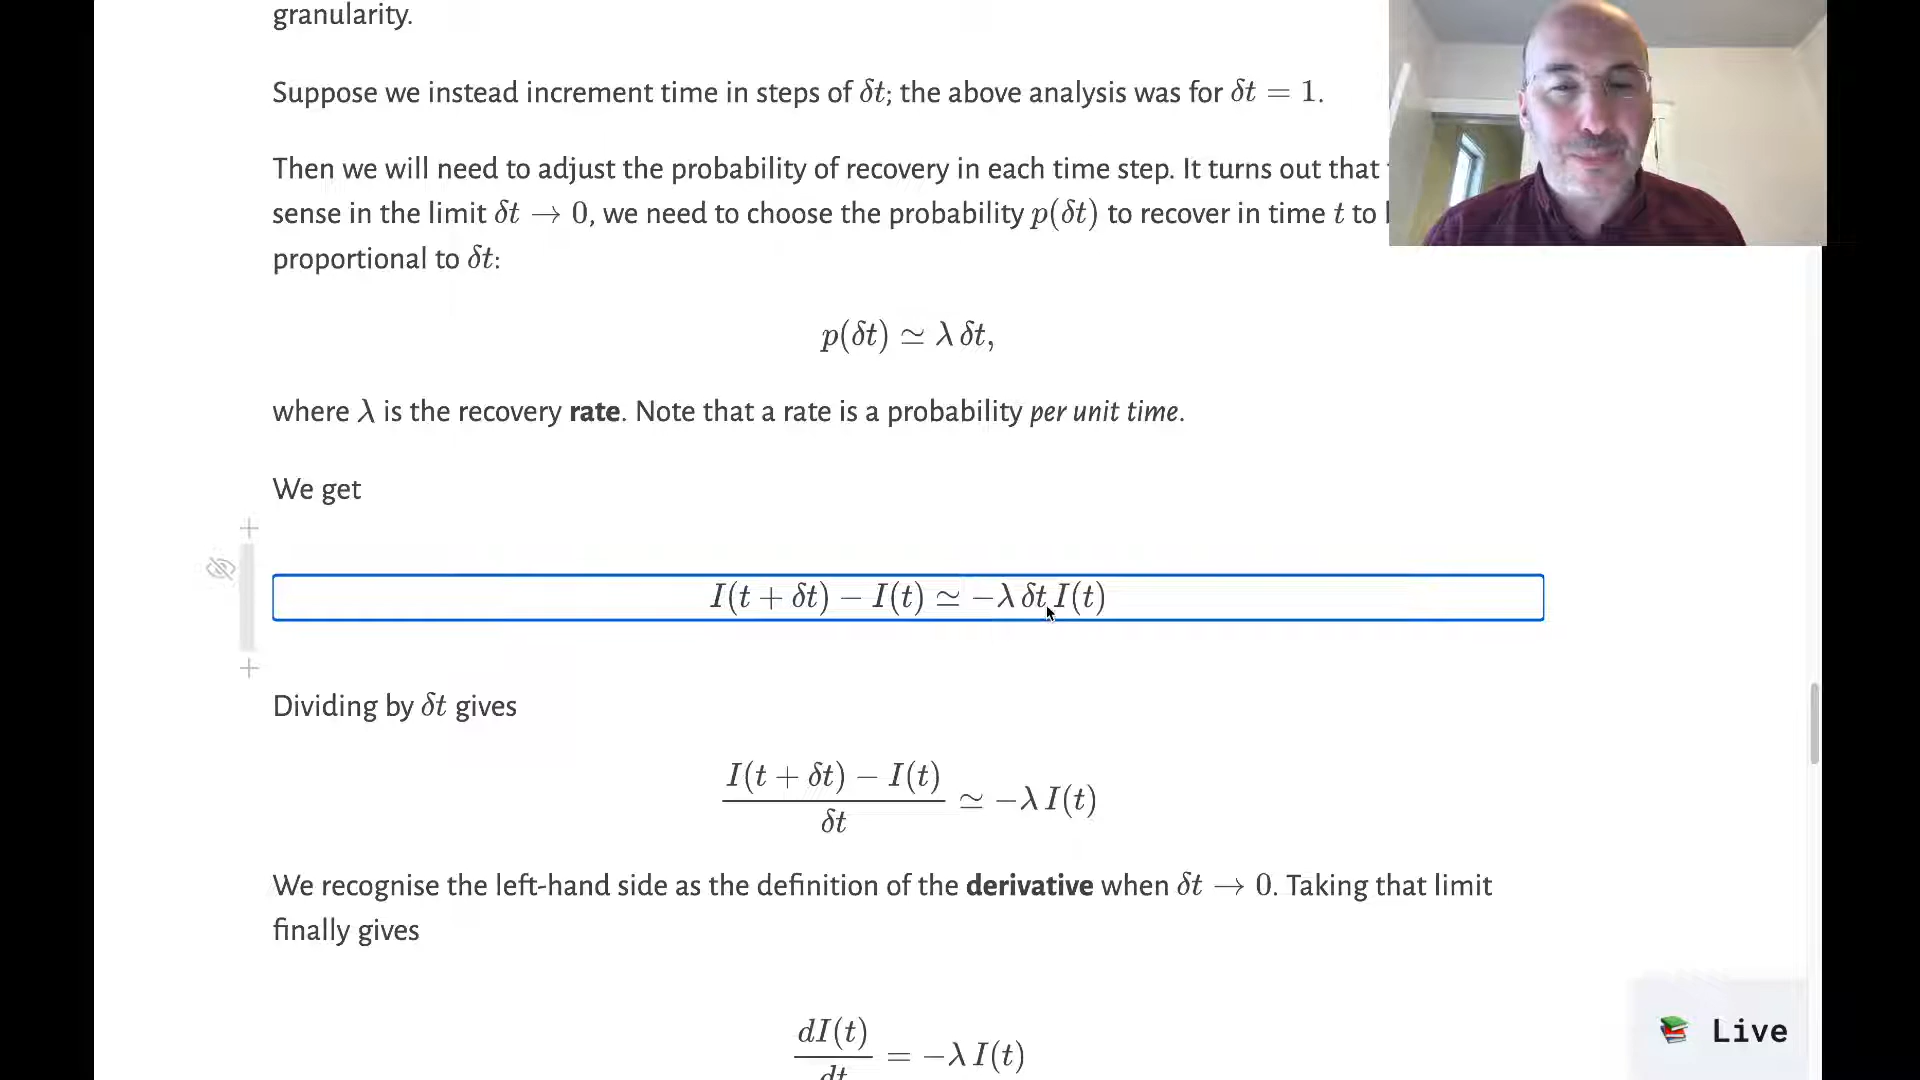 granularity.
Suppose we instead increment time in steps of δt; the above analysis was for δt = 1.
Then we will need to adjust the probability of recovery in each time step. It turns out that
sense in the limit δt → 0, we need to choose the probability p(δt) to recover in time t to
proportional to δt:
p(δt) ≃ λ δt,
where λ is the recovery rate. Note that a rate is a probability per unit time.
We get
I(t + δt) − I(t) ≃ −λ δt I(t)
Dividing by δt gives
I(t + δt) − I(t)
δt
≃ −λ I(t)
We recognise the left-hand side as the definition of the derivative when δt → 0. Taking that limit
finally gives
dI(t)
dt
= −λ I(t)
Live